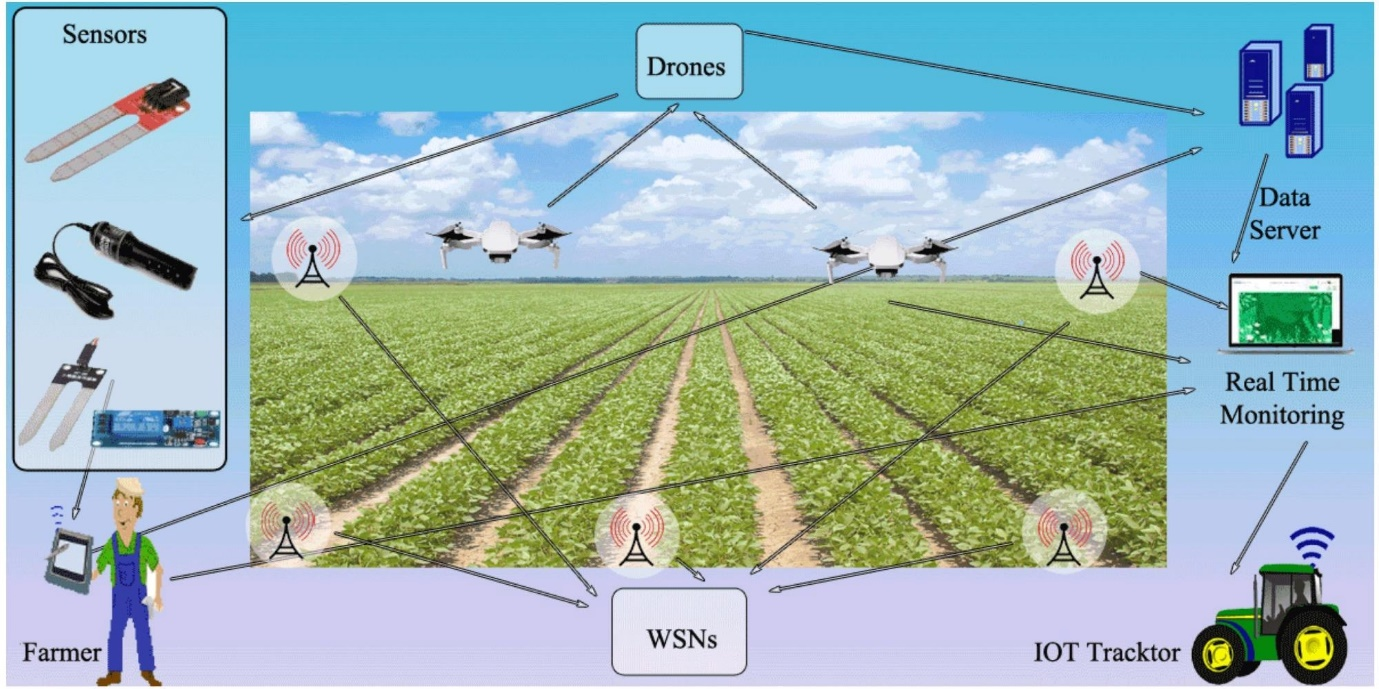 Sensors
Drones
Data
Server
Real Time
Monitoring
Farmer
WSNs
IOT Tracktor